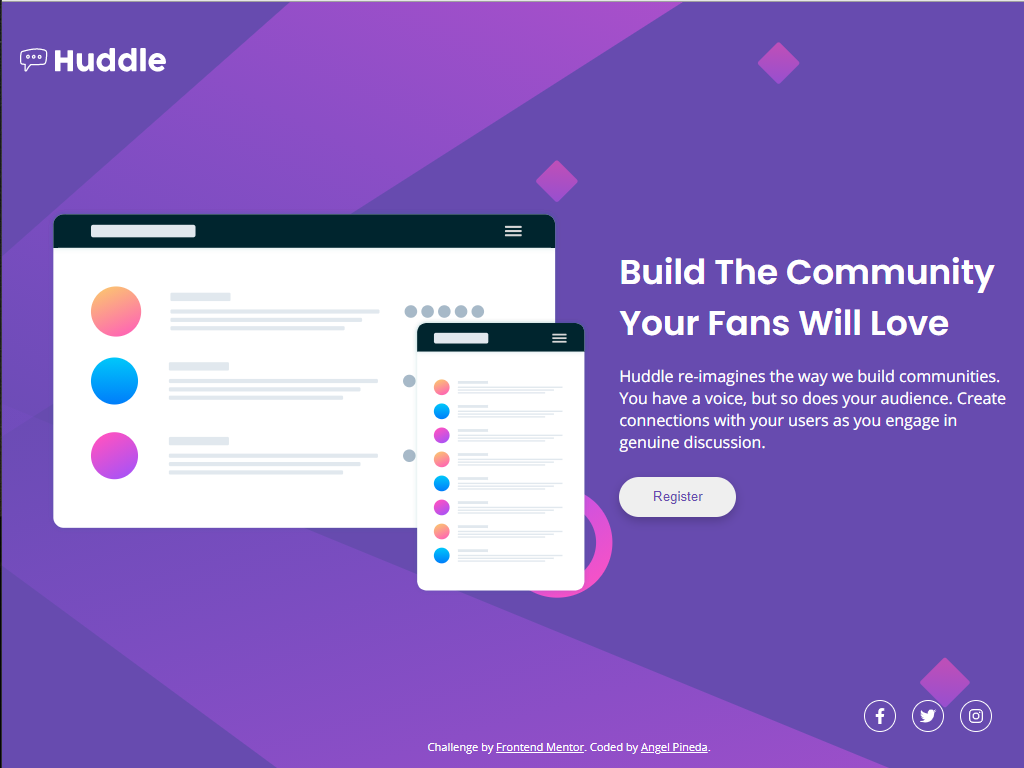 Huddle
Build The Community
Your Fans Will Love
Huddle re-imagines the way we build communities.
You have a voice, but so does your audience. Create
connections with your users as you engage in
genuine discussion.
Register
Challenge by Frontend Mentor. Coded by Angel Pineda.